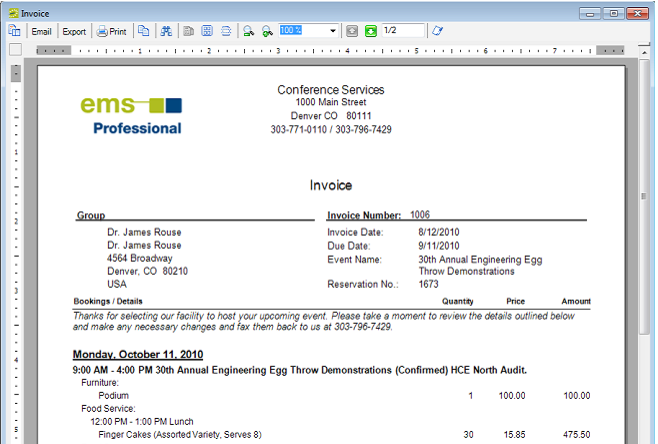 Invoice
Email Export Print 100 % 1/2
1 2 3 4 5 6 7
ems
Professional
Conference Services
1000 Main Street
Denver CO 80111
303-771-0110 / 303-796-7429
Invoice
Group Invoice Number: 1006
Dr. James Rouse Invoice Date: 8/12/2010
Dr. James Rouse Due Date: 9/11/2010
4564 Broadway Event Name: 30th Annual Engineering Egg
Denver, CO 80210 Throw Demonstrations
USA Reservation No.: 1673
Bookings / Details Quantity Price Amount
Thanks for selecting our facility to host your upcoming event. Please take a moment to review the details outlined below
and make any necessary changes and fax them back to us at 303-796-7429.
Monday, October 11, 2010
9:00 AM - 4:00 PM 30th Annual Engineering Egg Throw Demonstrations (Confirmed) HCE North Audit.
Furniture:
Podium 1 100.00 100.00
Food Service:
12:00 PM - 1:00 PM Lunch
Finger Cakes (Assorted Variety, Serves 8) 30 15.85 475.50